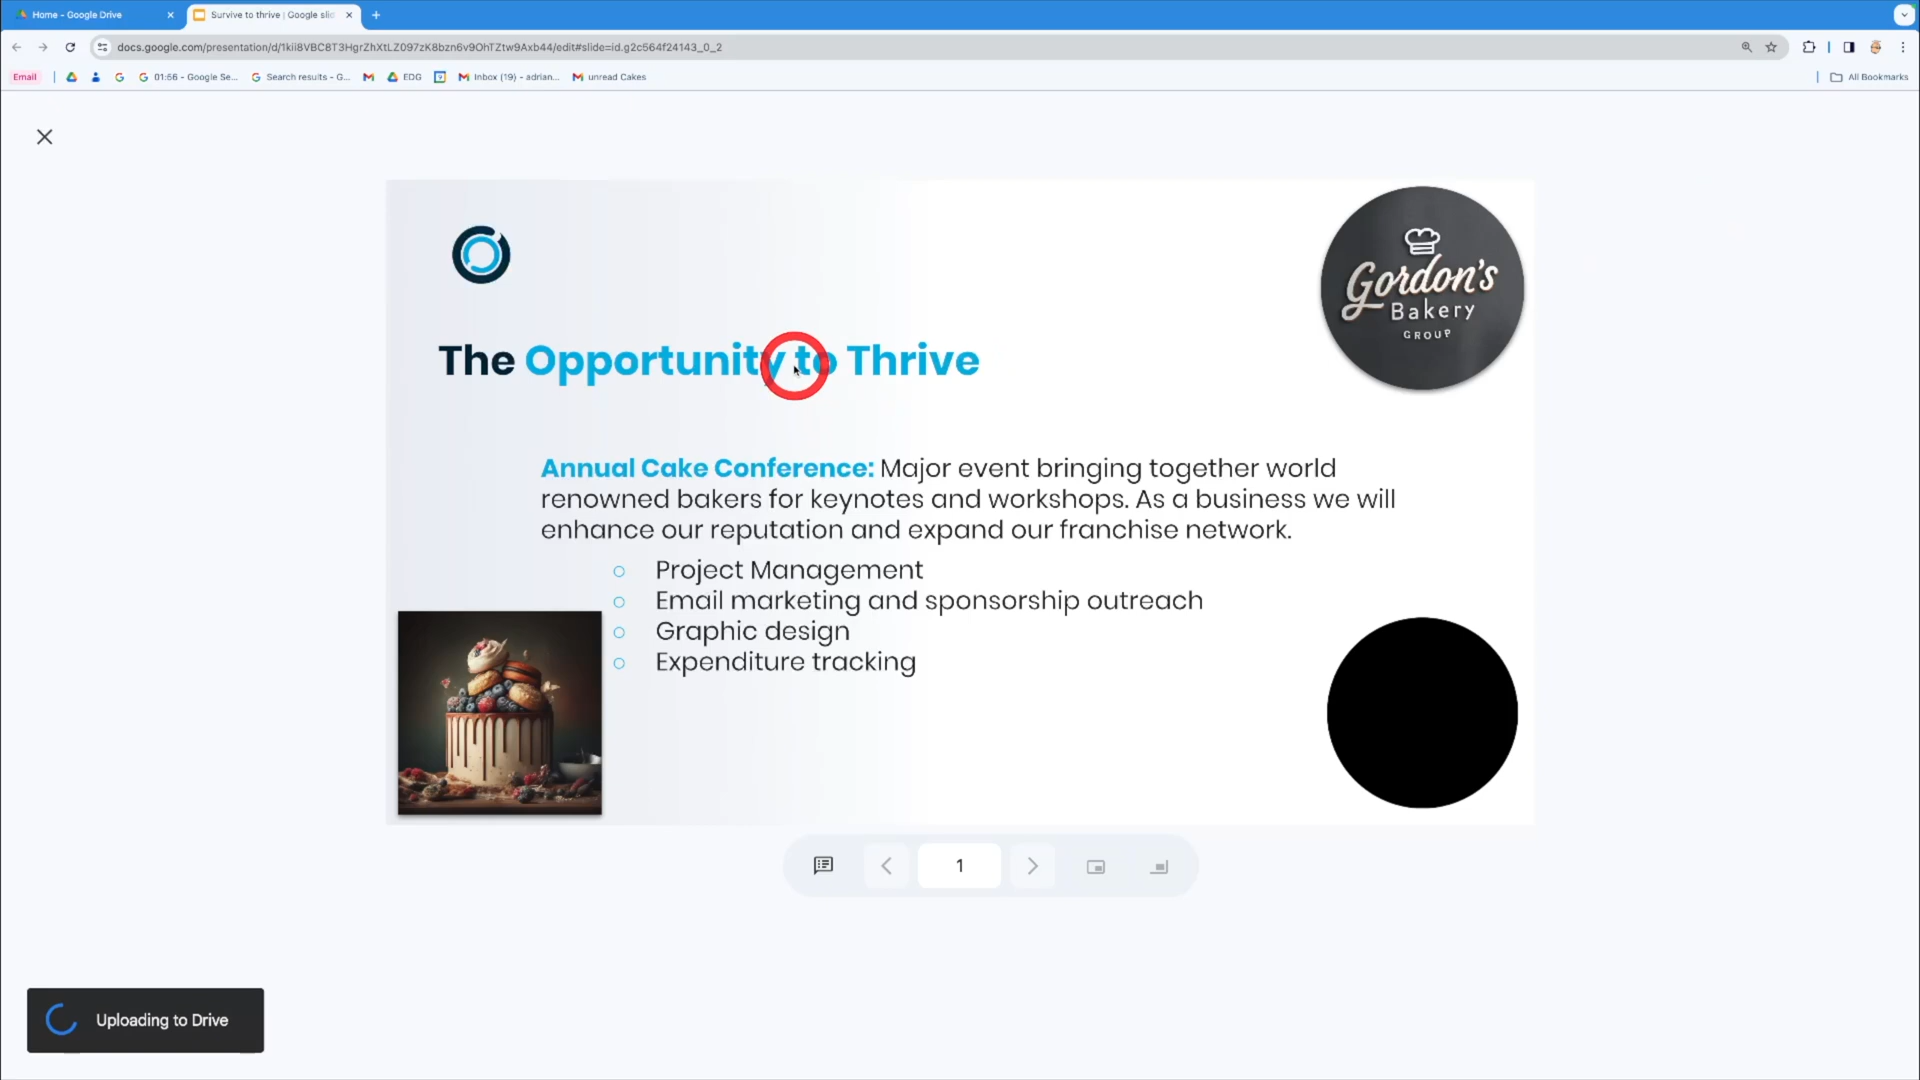 Home - Google Drive
Survive to thrive | Google slid
docs.google.com/presentation/d/1kii8VBC8T3HgrZhXtLZ097zK8bzn6v9OhTZtw9Axb44/edit#slide=id.g2c564f24143_0_2
Email
01:66 - Google Se...
Search results - G...
EDG
Inbox (19) - adrian...
unread Cakes
All Bookmarks
Gordon's
Bakery
GROUP
The Opportunity to Thrive
Annual Cake Conference: Major event bringing together world
renowned bakers for keynotes and workshops. As a business we will
enhance our reputation and expand our franchise network.
Project Management
Email marketing and sponsorship outreach
Graphic design
Expenditure tracking
1
Uploading to Drive